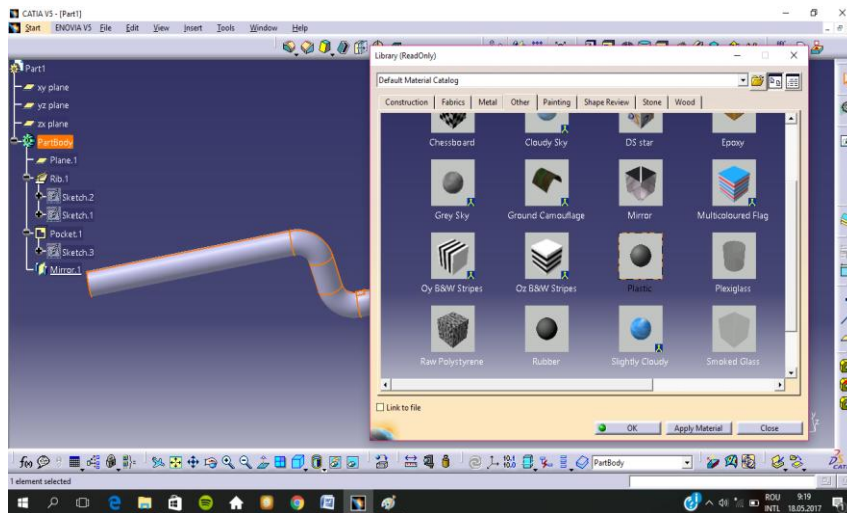 CATIA V5 - [Part1]
Start ENOVIA V5 File Edit View Insert Tools Window Help
Part1
xy plane
yz plane
zx plane
PartBody
Plane.1
Rib.1
Sketch.2
Sketch.1
Pocket.1
Sketch.3
Mirror.1
Library (ReadOnly)
Default Material Catalog
Construction Fabrics Metal Other Painting Shape Review Stone Wood
Chessboard Cloudy Sky DS star Epoxy
Grey Sky Ground Camouflage Mirror Multicoloured Flag
Oy B&W Stripes Oz B&W Stripes Plastic Plexiglass
Raw Polystyrene Rubber Slightly Cloudy Smoked Glass
Link to file
OK Apply Material Close
f(x) PartBody
1 element selected
ROU 9:19
INTL 18.05.2017